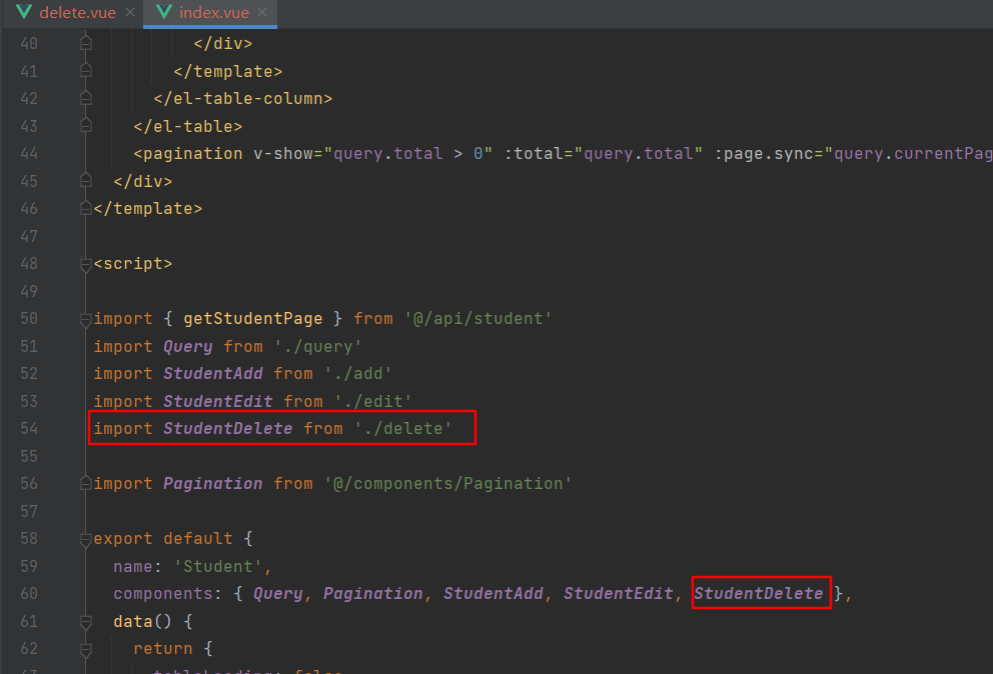 delete.vue × index.vue ×
40 </div>
41 </template>
42 </el-table-column>
43 </el-table>
44 <pagination v-show="query.total > 0" :total="query.total" :page.sync="query.currentPag
45 </div>
46 </template>
47
48 <script>
49
50 import { getStudentPage } from '@/api/student'
51 import Query from './query'
52 import StudentAdd from './add'
53 import StudentEdit from './edit'
54 import StudentDelete from './delete'
55
56 import Pagination from '@/components/Pagination'
57
58 export default {
59 name: 'Student',
60 components: { Query, Pagination, StudentAdd, StudentEdit, StudentDelete },
61 data() {
62 return {